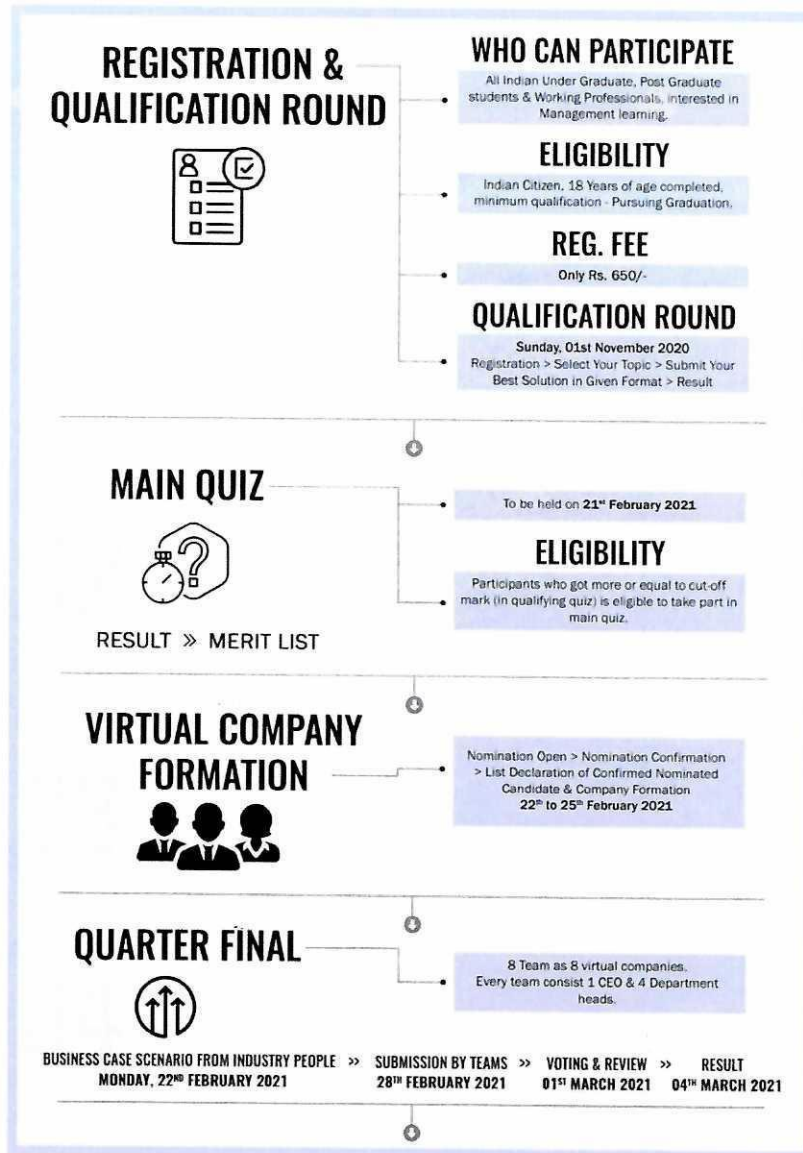 REGISTRATION &
QUALIFICATION ROUND
WHO CAN PARTICIPATE
All Indian Under Graduate, Post Graduate
students & Working Professionals, interested in
Management learning.
ELIGIBILITY
Indian Citizen, 18 Years of age completed,
minimum qualification - Pursuing Graduation.
REG. FEE
Only Rs. 650/-
QUALIFICATION ROUND
Sunday, 01st November 2020
Registration > Select Your Topic > Submit Your
Best Solution in Given Format > Result
MAIN QUIZ
RESULT » MERIT LIST
To be held on 21st February 2021
ELIGIBILITY
Participants who got more or equal to cut-off
mark (in qualifying quiz) is eligible to take part in
main quiz.
VIRTUAL COMPANY
FORMATION
Nomination Open > Nomination Confirmation
> List Declaration of Confirmed Nominated
Candidate & Company Formation
22th to 25th February 2021
QUARTER FINAL
8 Team as 8 virtual companies.
Every team consist 1 CEO & 4 Department
heads.
BUSINESS CASE SCENARIO FROM INDUSTRY PEOPLE » SUBMISSION BY TEAMS » VOTING & REVIEW » RESULT
MONDAY, 22ND FEBRUARY 2021 28TH FEBRUARY 2021 01ST MARCH 2021 04TH MARCH 2021